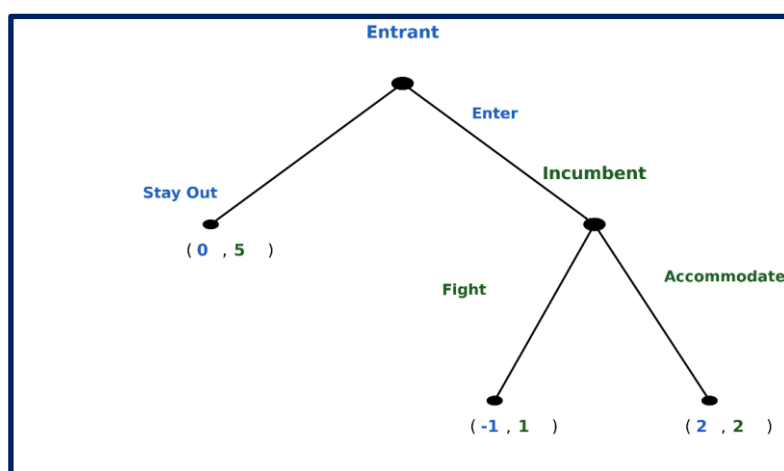 Entrant
Enter
Incumbent
Stay Out
( 0 , 5 )
Fight
Accommodate
( -1 , 1 )
( 2 , 2 )